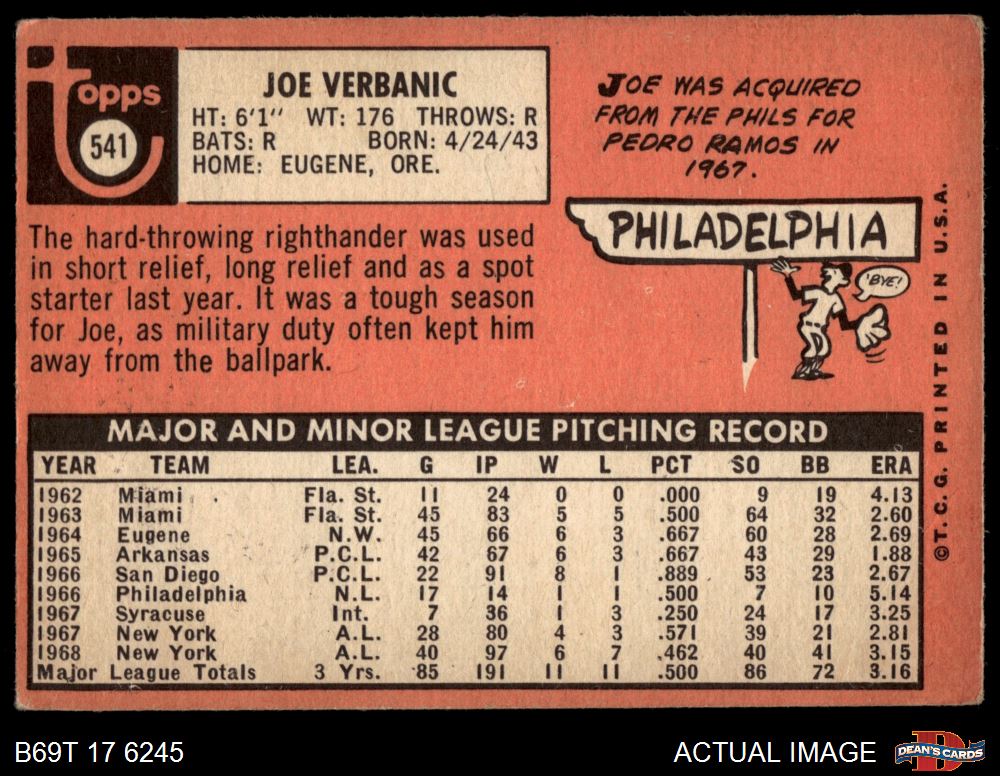 topps
541
JOE VERBANIC
HT: 6'1" WT: 176 THROWS: R
BATS: R BORN: 4/24/43
HOME: EUGENE, ORE.
JOE WAS ACQUIRED
FROM THE PHILS FOR
PEDRO RAMOS IN
1967.
PHILADELPHIA
'BYE!
The hard-throwing righthander was used
in short relief, long relief and as a spot
starter last year. It was a tough season
for Joe, as military duty often kept him
away from the ballpark.
MAJOR AND MINOR LEAGUE PITCHING RECORD
YEAR TEAM LEA. G IP W L PCT SO BB ERA
1962 Miami Fla. St. 11 24 0 0 .000 9 19 4.13
1963 Miami Fla. St. 45 83 5 5 .500 64 32 2.60
1964 Eugene N.W. 45 66 6 3 .667 60 28 2.69
1965 Arkansas P.C.L. 42 67 6 3 .667 43 29 1.88
1966 San Diego P.C.L. 22 91 8 1 .889 53 23 2.67
1966 Philadelphia N.L. 17 14 1 1 .500 7 10 5.14
1967 Syracuse Int. 7 36 1 3 .250 24 17 3.25
1967 New York A.L. 28 80 4 3 .571 39 21 2.81
1968 New York A.L. 40 97 6 7 .462 40 41 3.15
Major League Totals 3 Yrs. 85 191 11 11 .500 86 72 3.16
©T.C.G. PRINTED IN U.S.A.
B69T 17 6245
ACTUAL IMAGE
D
DEAN'S CARDS